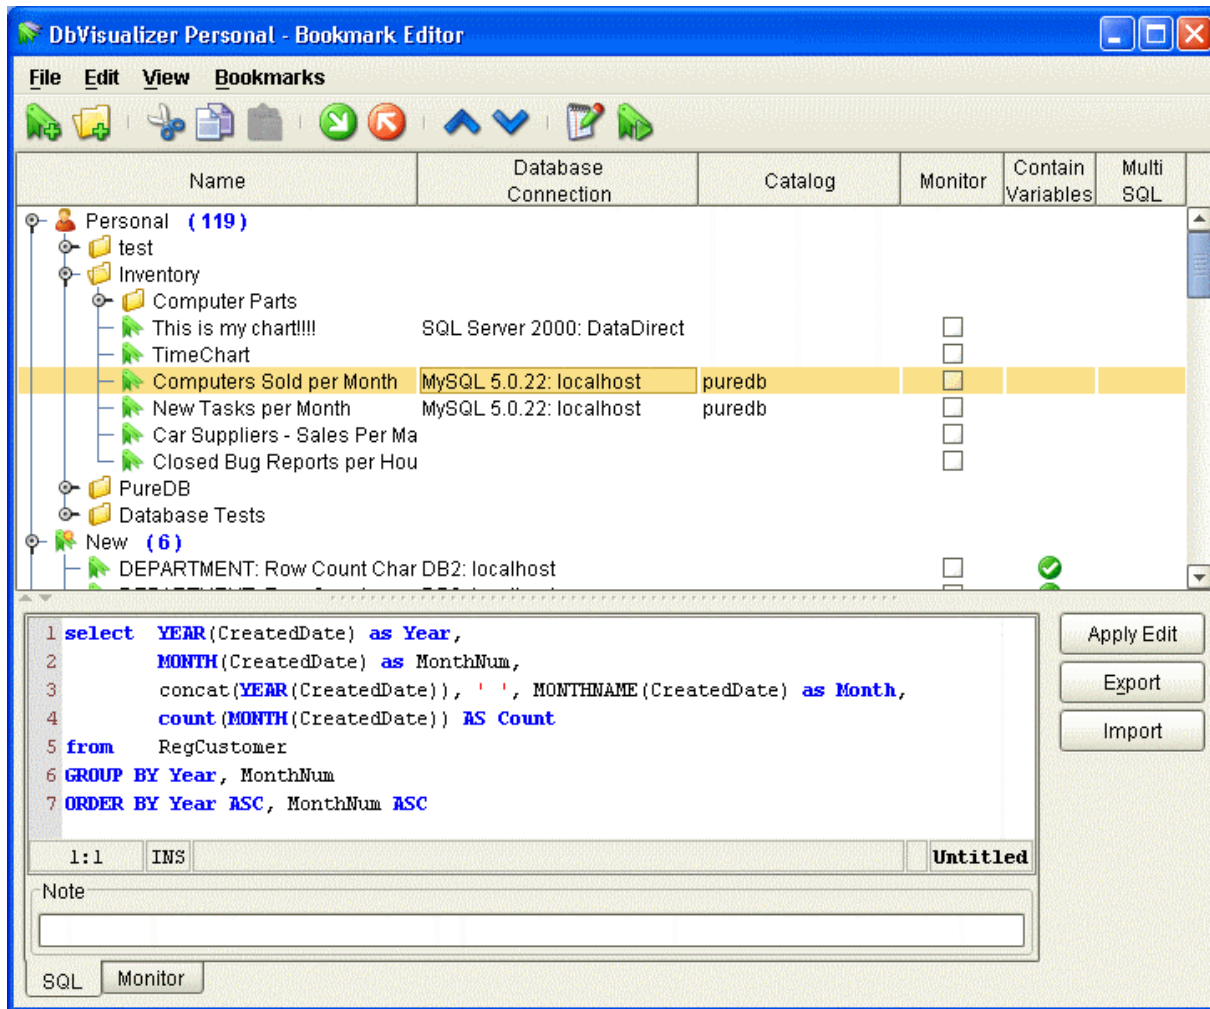 DbVisualizer Personal - Bookmark Editor
File Edit View Bookmarks
Name Database Connection Catalog Monitor Contain Variables Multi SQL
Personal (119)
test
Inventory
Computer Parts
This is my chart!!!! SQL Server 2000: DataDirect
TimeChart
Computers Sold per Month MySQL 5.0.22: localhost puredb
New Tasks per Month MySQL 5.0.22: localhost puredb
Car Suppliers - Sales Per Ma
Closed Bug Reports per Hou
PureDB
Database Tests
New (6)
DEPARTMENT: Row Count Char DB2: localhost
1 select YEAR(CreatedDate) as Year,
2 MONTH(CreatedDate) as MonthNum,
3 concat(YEAR(CreatedDate)), ' ', MONTHNAME(CreatedDate) as Month,
4 count(MONTH(CreatedDate)) AS Count
5 from RegCustomer
6 GROUP BY Year, MonthNum
7 ORDER BY Year ASC, MonthNum ASC
Apply Edit
Export
Import
1:1 INS Untitled
Note
SQL Monitor